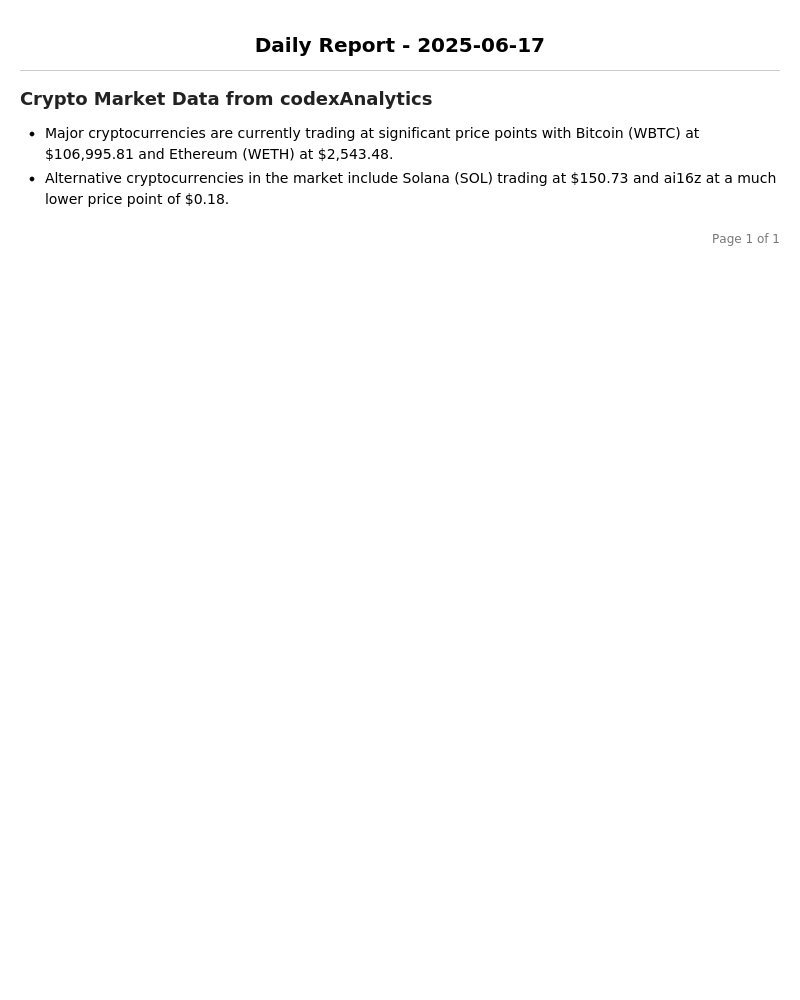 Daily Report - 2025-06-17
Crypto Market Data from codexAnalytics
• Major cryptocurrencies are currently trading at significant price points with Bitcoin (WBTC) at
$106,995.81 and Ethereum (WETH) at $2,543.48.
• Alternative cryptocurrencies in the market include Solana (SOL) trading at $150.73 and ai16z at a much
lower price point of $0.18.
Page 1 of 1